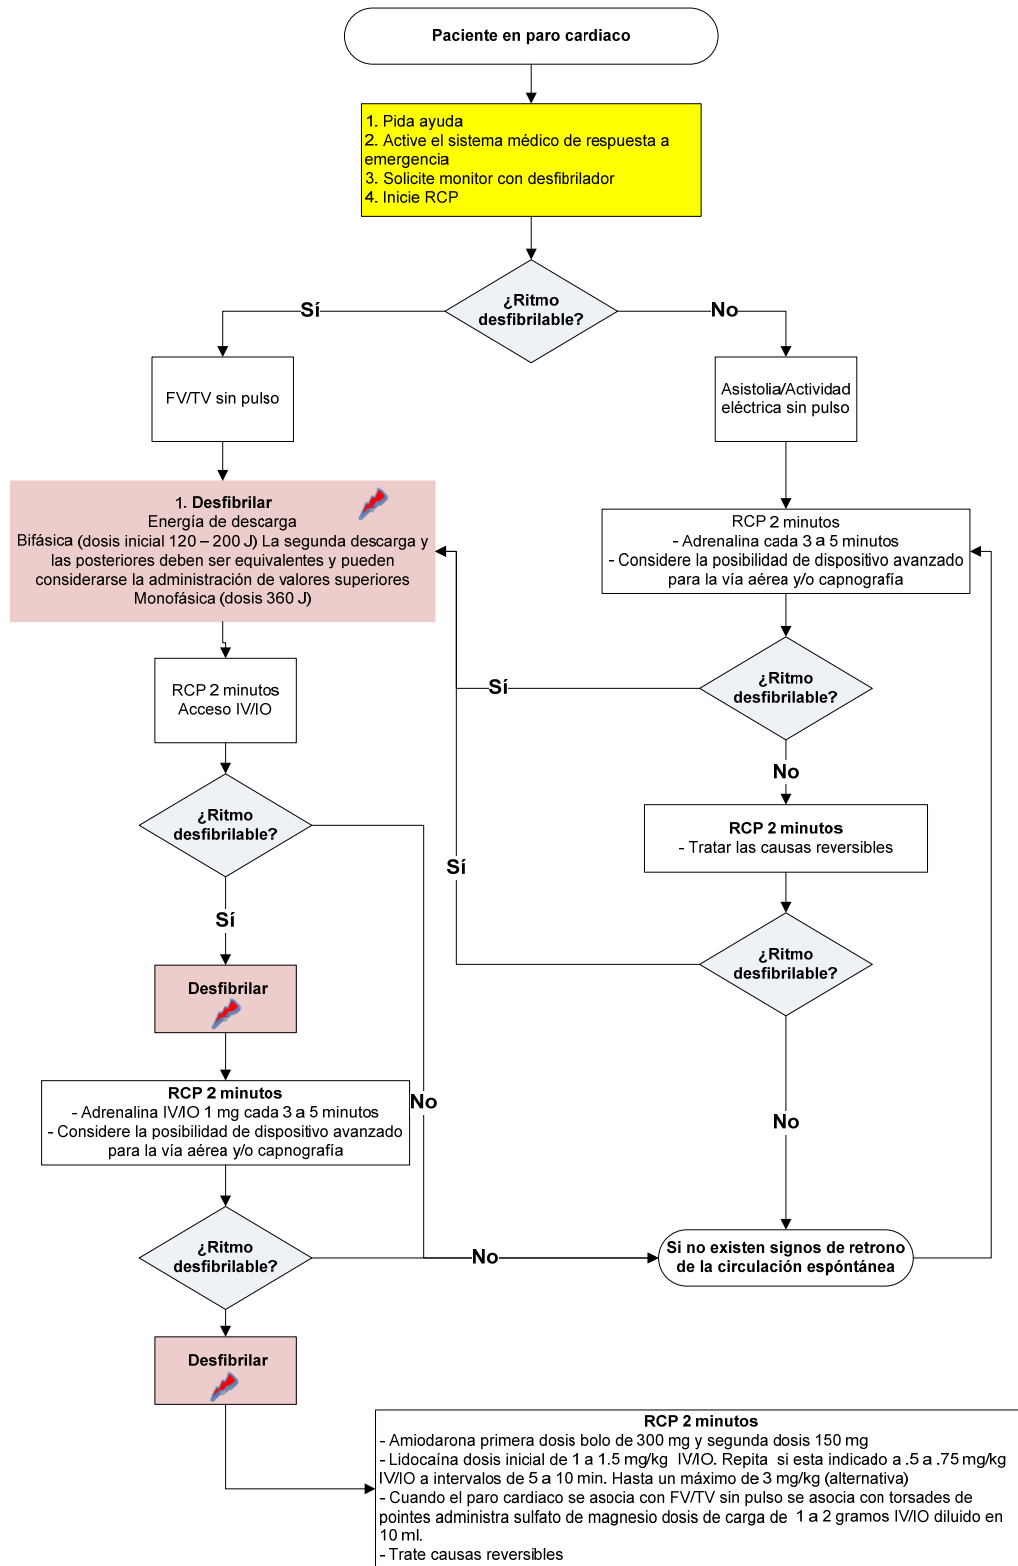 Paciente en paro cardiaco
1. Pida ayuda
2. Active el sistema médico de respuesta a
emergencia
3. Solicite monitor con desfibrilador
4. Inicie RCP
¿Ritmo
desfibrilable?
Sí
No
FV/TV sin pulso
Asistolia/Actividad
eléctrica sin pulso
1. Desfibrilar
Energía de descarga
Bifásica (dosis inicial 120 – 200 J) La segunda descarga y
las posteriores deben ser equivalentes y pueden
considerarse la administración de valores superiores
Monofásica (dosis 360 J)
RCP 2 minutos
- Adrenalina cada 3 a 5 minutos
- Considere la posibilidad de dispositivo avanzado
para la vía aérea y/o capnografía
RCP 2 minutos
Acceso IV/IO
¿Ritmo
desfibrilable?
Sí
No
¿Ritmo
desfibrilable?
RCP 2 minutos
- Tratar las causas reversibles
Sí
Sí
¿Ritmo
desfibrilable?
Desfibrilar
RCP 2 minutos
- Adrenalina IV/IO 1 mg cada 3 a 5 minutos
- Considere la posibilidad de dispositivo avanzado
para la vía aérea y/o capnografía
No
No
¿Ritmo
desfibrilable?
No
Si no existen signos de retrono
de la circulación espóntánea
Desfibrilar
RCP 2 minutos
- Amiodarona primera dosis bolo de 300 mg y segunda dosis 150 mg
- Lidocaína dosis inicial de 1 a 1.5 mg/kg IV/IO. Repita si esta indicado a .5 a .75 mg/kg
IV/IO a intervalos de 5 a 10 min. Hasta un máximo de 3 mg/kg (alternativa)
- Cuando el paro cardiaco se asocia con FV/TV sin pulso se asocia con torsades de
pointes administra sulfato de magnesio dosis de carga de 1 a 2 gramos IV/IO diluido en
10 ml.
- Trate causas reversibles